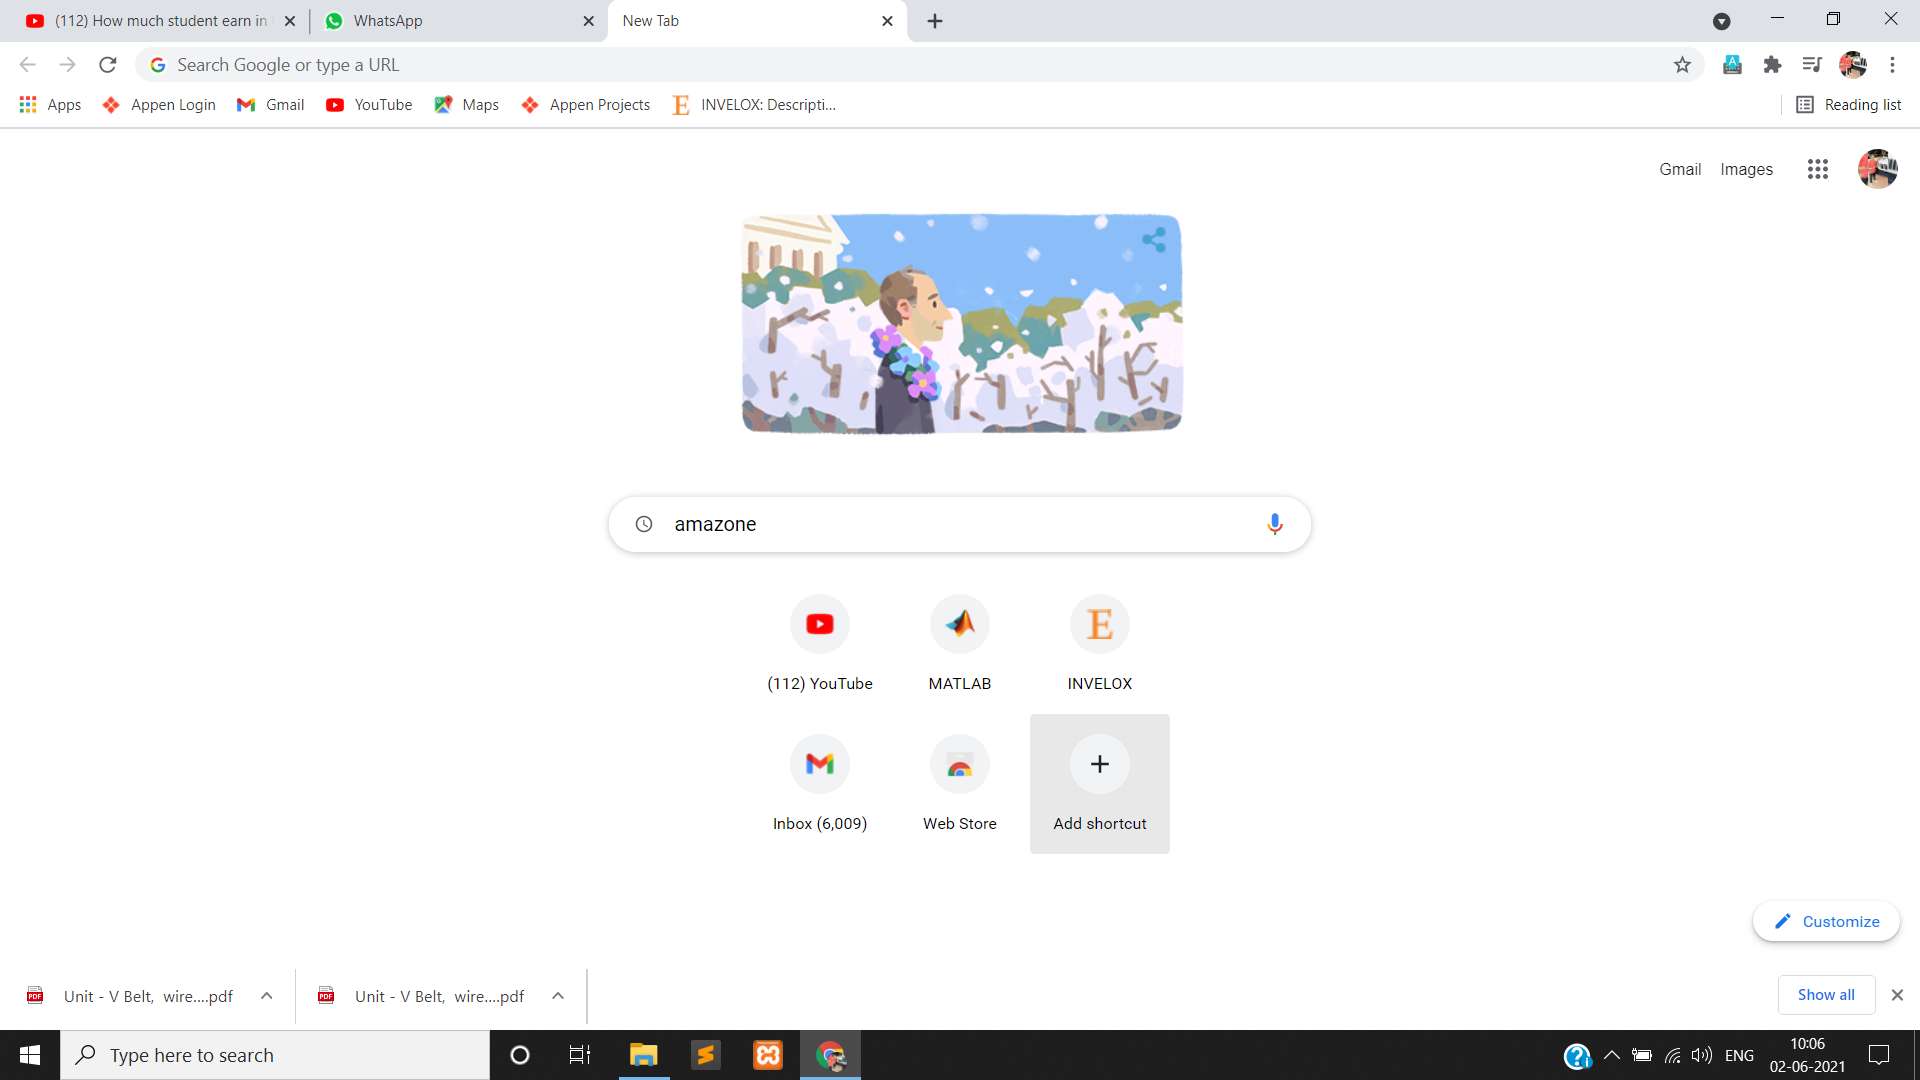 (112) How much student earn in
WhatsApp
New Tab
Search Google or type a URL
Apps
Appen Login
Gmail
YouTube
Maps
Appen Projects
E
INVELOX: Descripti...
Reading list
Gmail
Images
amazone
(112) YouTube
MATLAB
E
INVELOX
Inbox (6,009)
Web Store
Add shortcut
Customize
PDF
Unit - V Belt, wire....pdf
PDF
Unit - V Belt, wire....pdf
Show all
Type here to search
ENG
10:06
02-06-2021